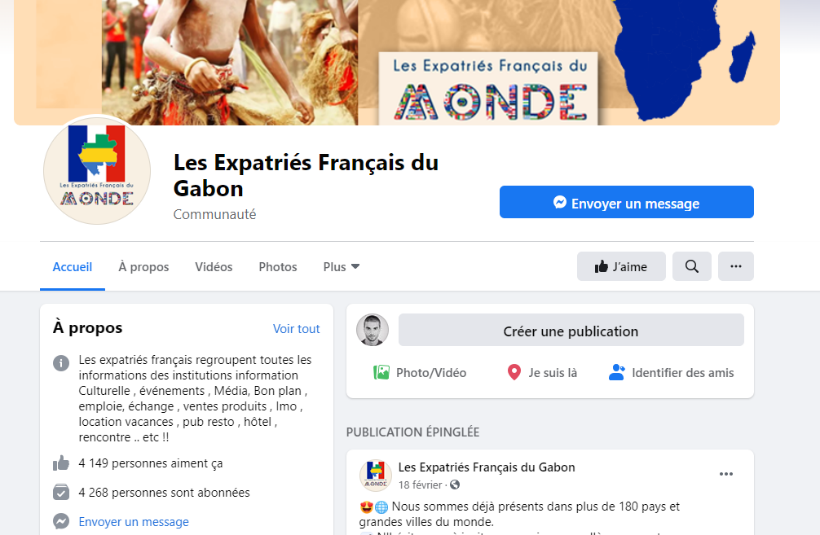 Les Expatriés Français du
MONDE
Les Expatriés Français du
MONDE
Les Expatriés Français du
Gabon
Communauté
Envoyer un message
Accueil
À propos
Vidéos
Photos
Plus
J'aime
À propos
Voir tout
Les expatriés français regroupent toutes les
informations des institutions information
Culturelle , événements , Média, Bon plan ,
emploie, échange , ventes produits , Imo ,
location vacances , pub resto , hôtel ,
rencontre .. etc !!
4 149 personnes aiment ça
4 268 personnes sont abonnées
Envoyer un message
Créer une publication
Photo/Vidéo
Je suis là
Identifier des amis
PUBLICATION ÉPINGLÉE
MONDE
Les Expatriés Français du Gabon
18 février ·
😍🌐 Nous sommes déjà présents dans plus de 180 pays et
grandes villes du monde.